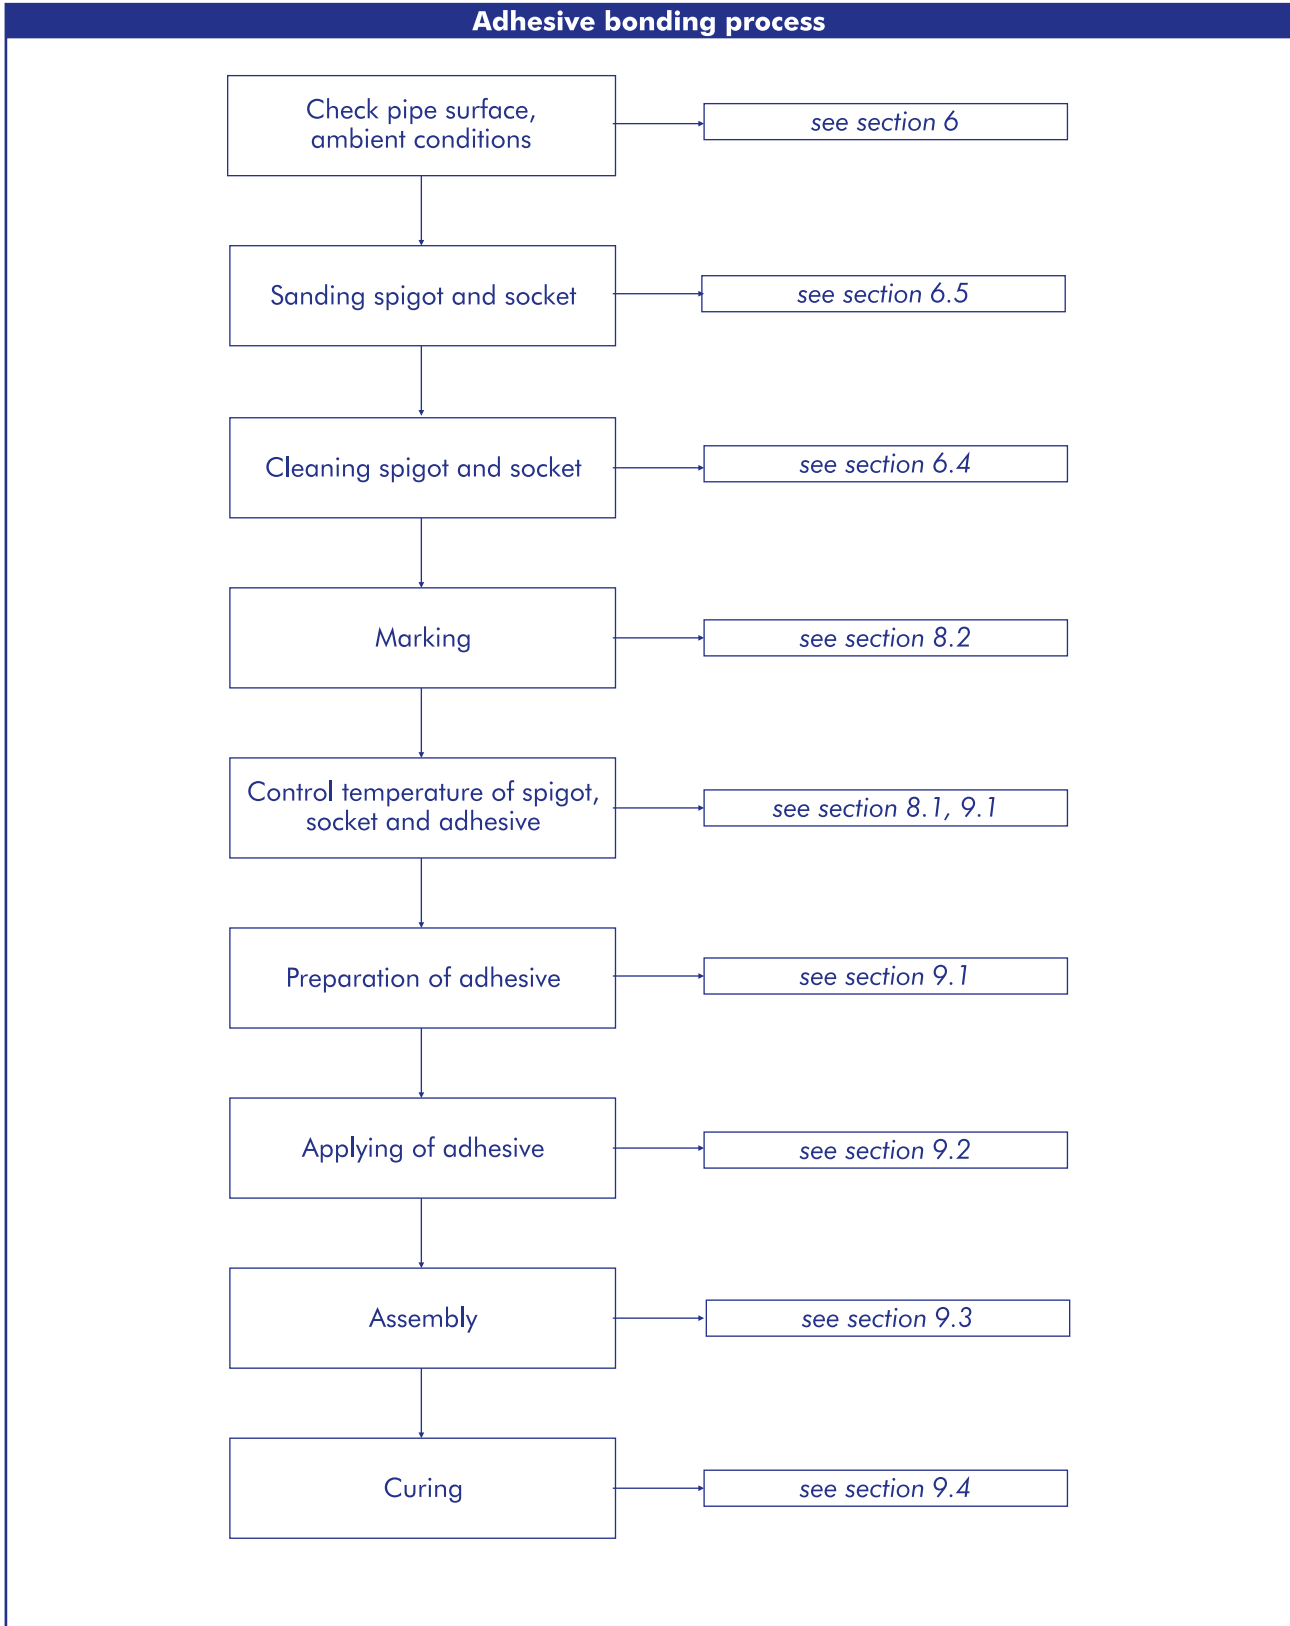 Adhesive bonding process
Check pipe surface,
ambient conditions
see section 6
Sanding spigot and socket
see section 6.5
Cleaning spigot and socket
see section 6.4
Marking
see section 8.2
Control temperature of spigot,
socket and adhesive
see section 8.1, 9.1
Preparation of adhesive
see section 9.1
Applying of adhesive
see section 9.2
Assembly
see section 9.3
Curing
see section 9.4